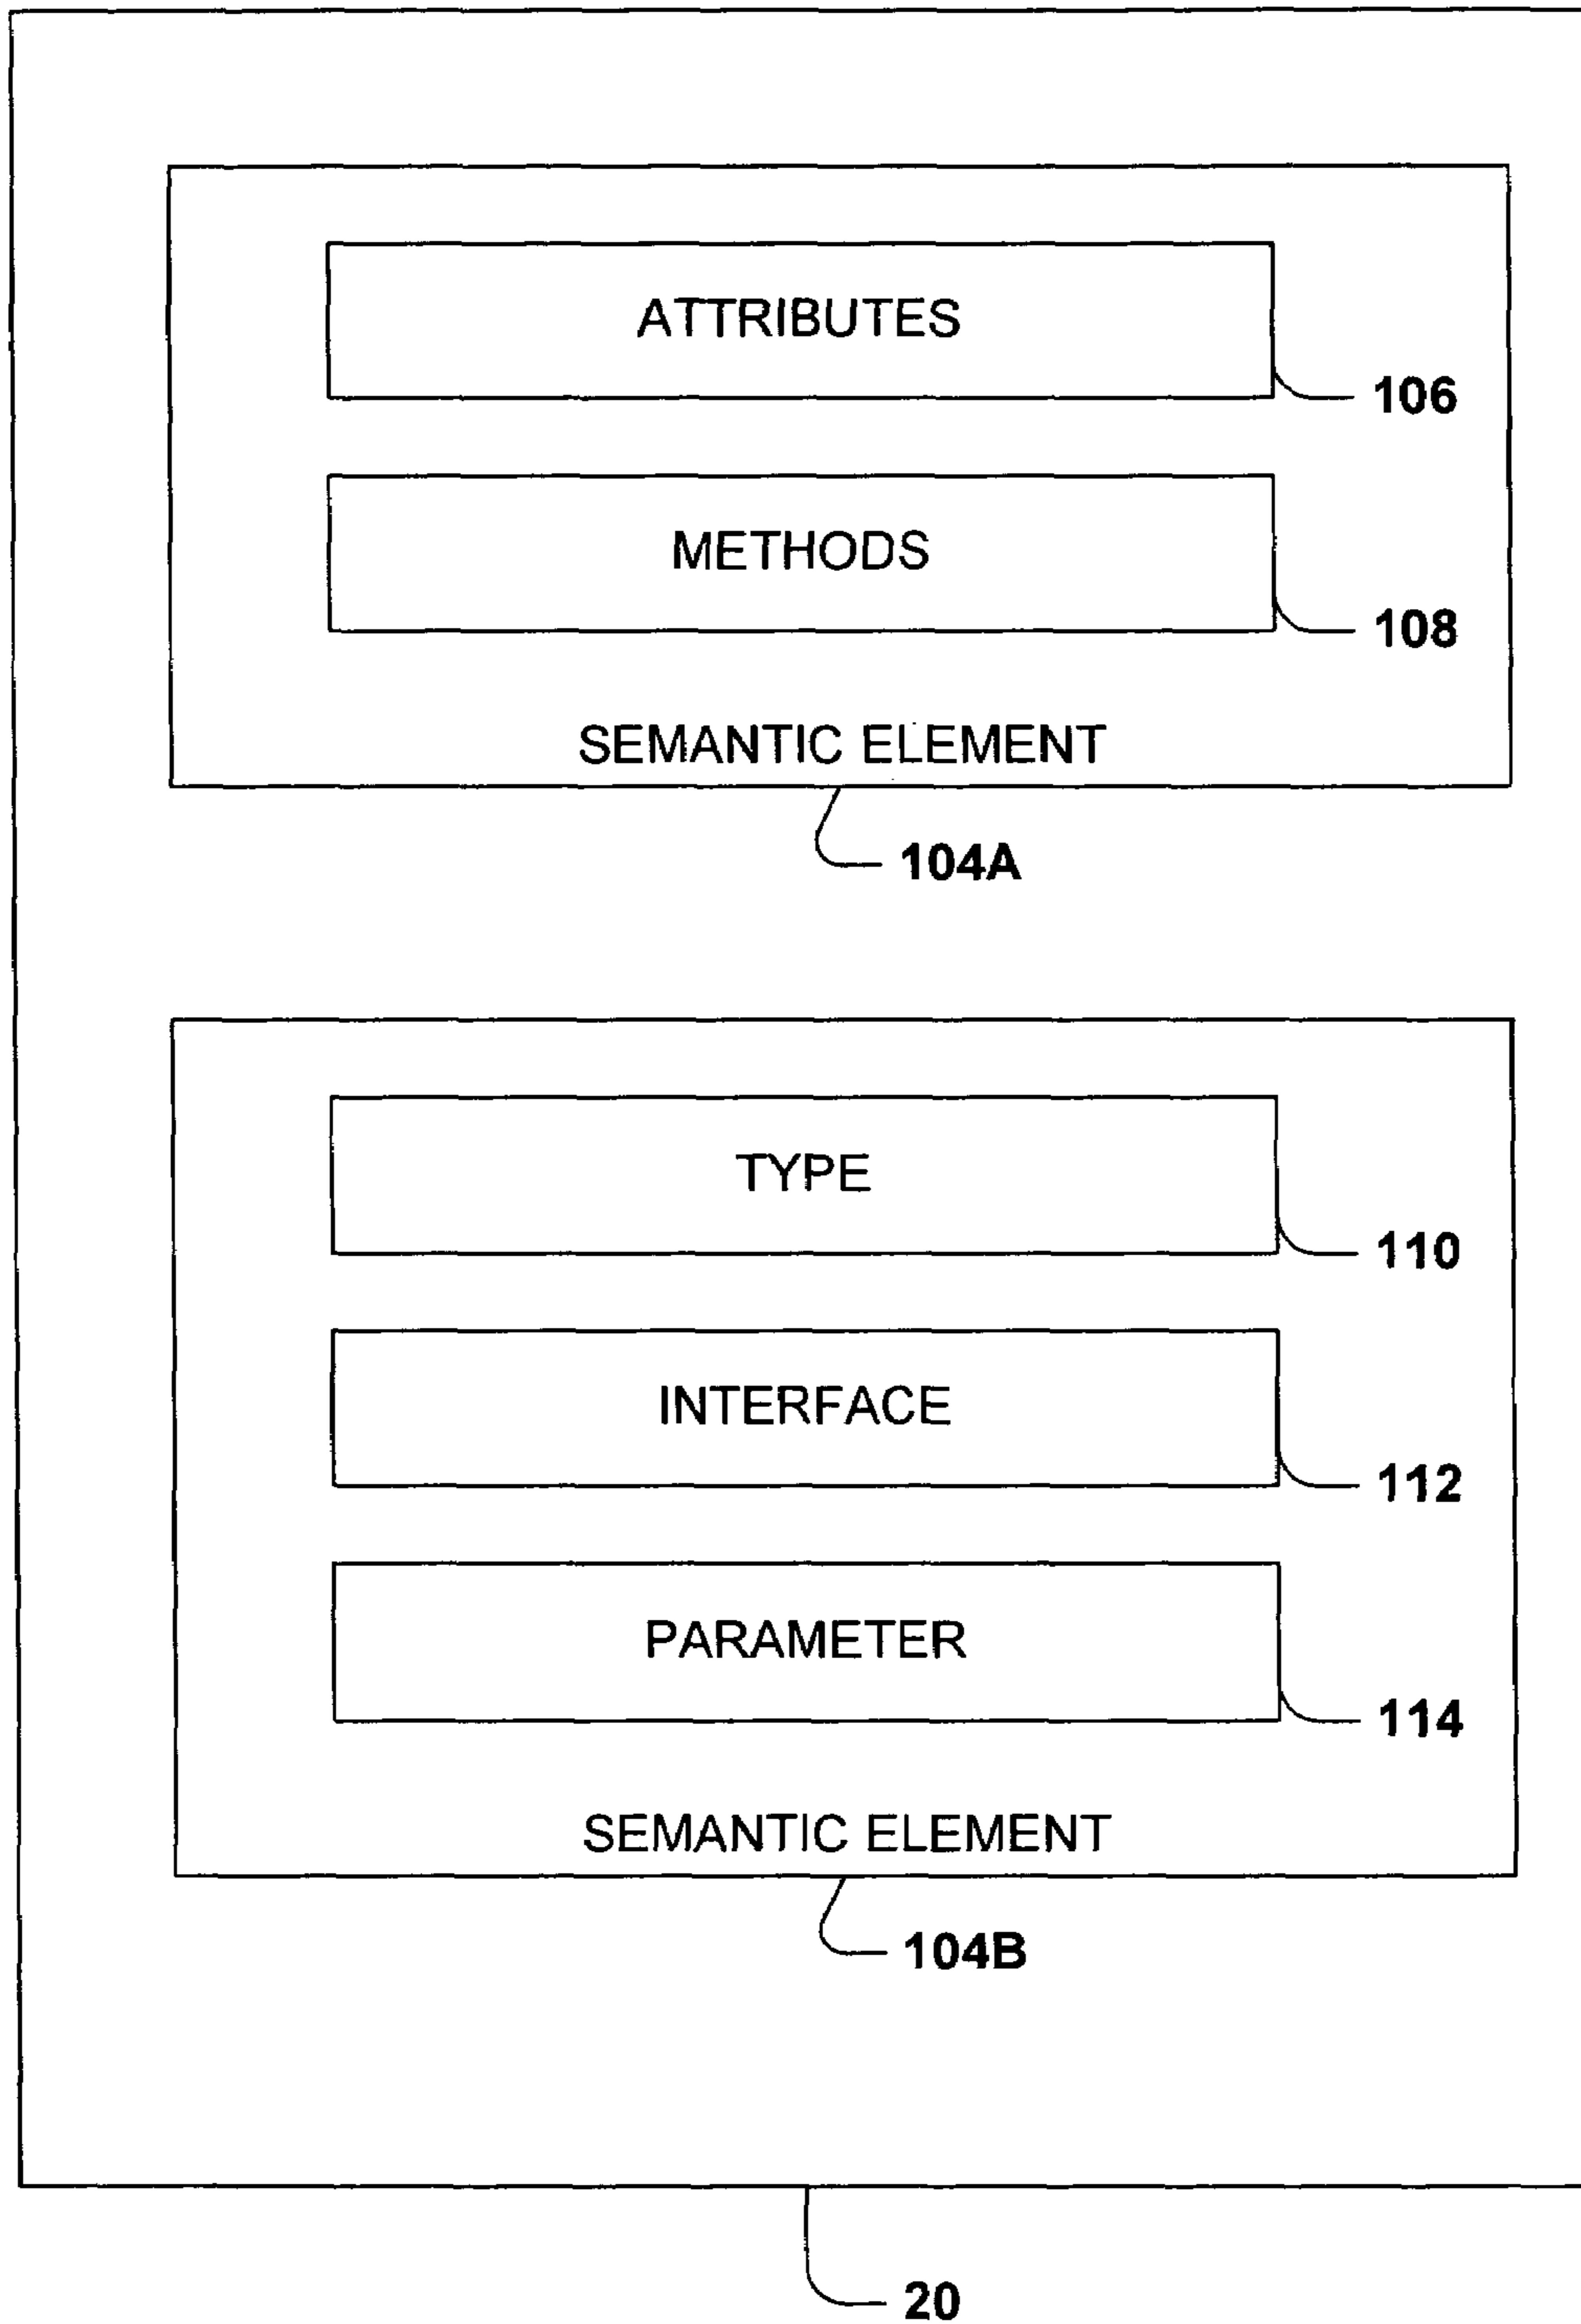 ATTRIBUTES
106
METHODS
108
SEMANTIC ELEMENT
104A
TYPE
110
INTERFACE
112
PARAMETER
114
SEMANTIC ELEMENT
104B
20